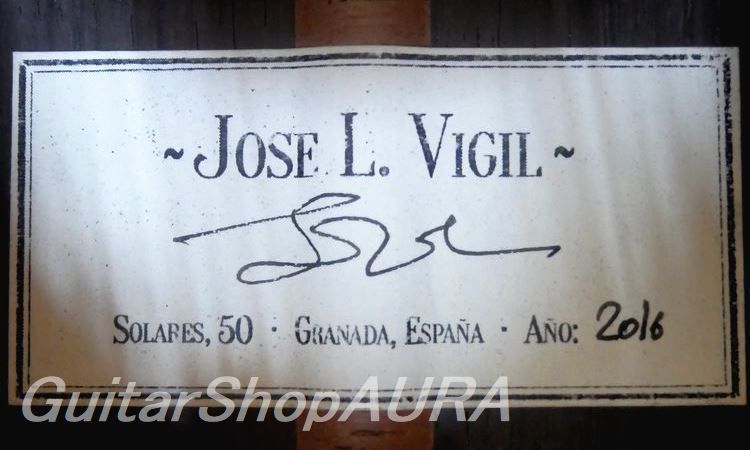 ~ JOSE L. VIGIL ~
SOLARES, 50 · GRANADA, ESPAÑA · AÑO: 2016
GuitarShopAURA